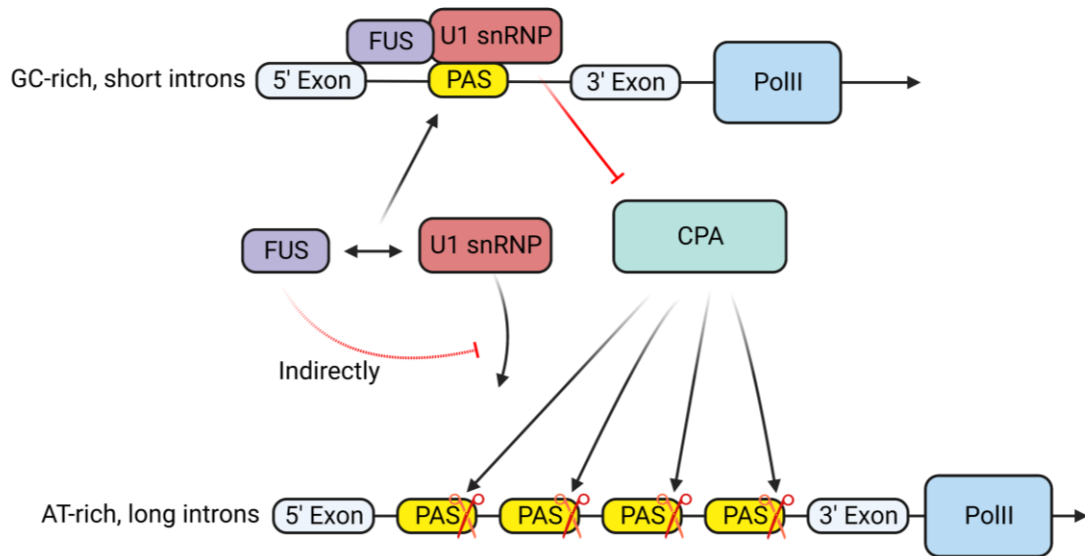 FUS
U1 snRNP
GC-rich, short introns
5' Exon
PAS
3' Exon
PolII
FUS
U1 snRNP
CPA
Indirectly
AT-rich, long introns
5' Exon
PAS
PAS
PAS
PAS
3' Exon
PolII